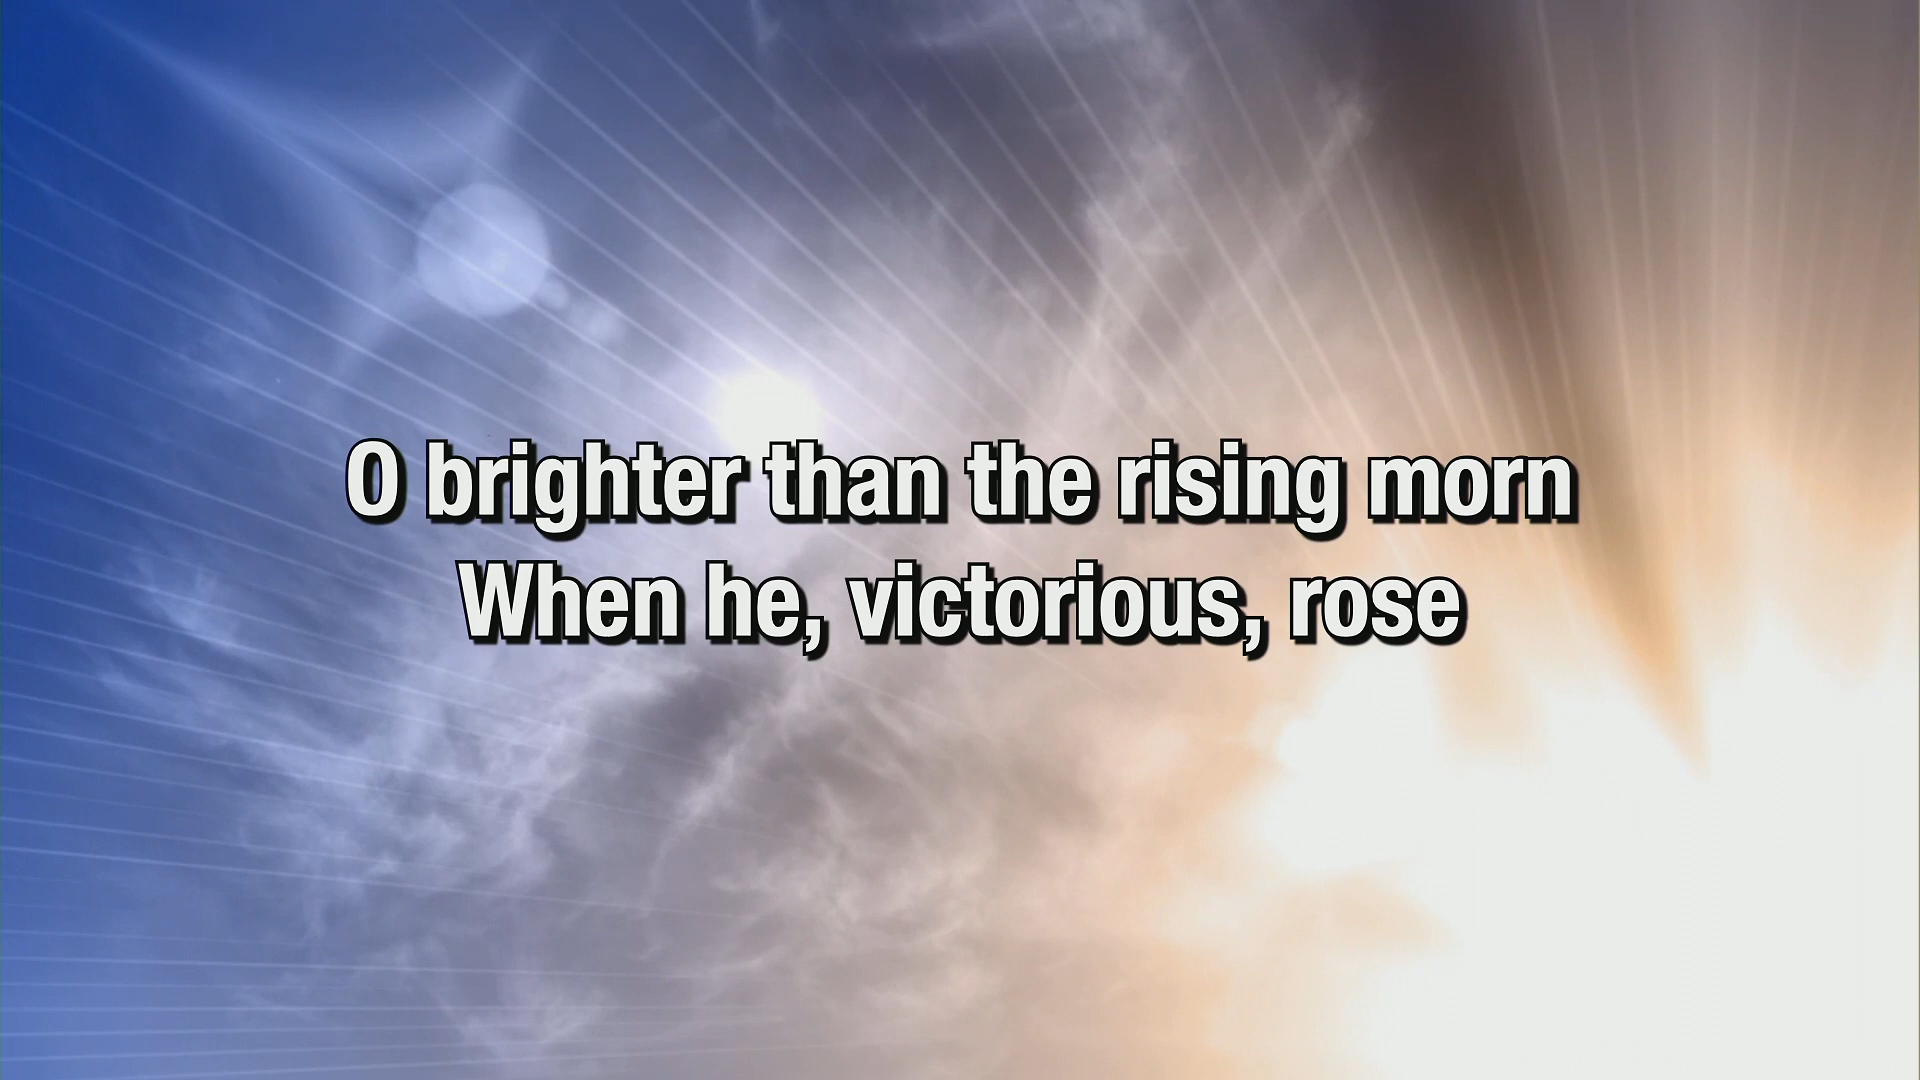 O brighter than the rising morn
When he, victorious, rose